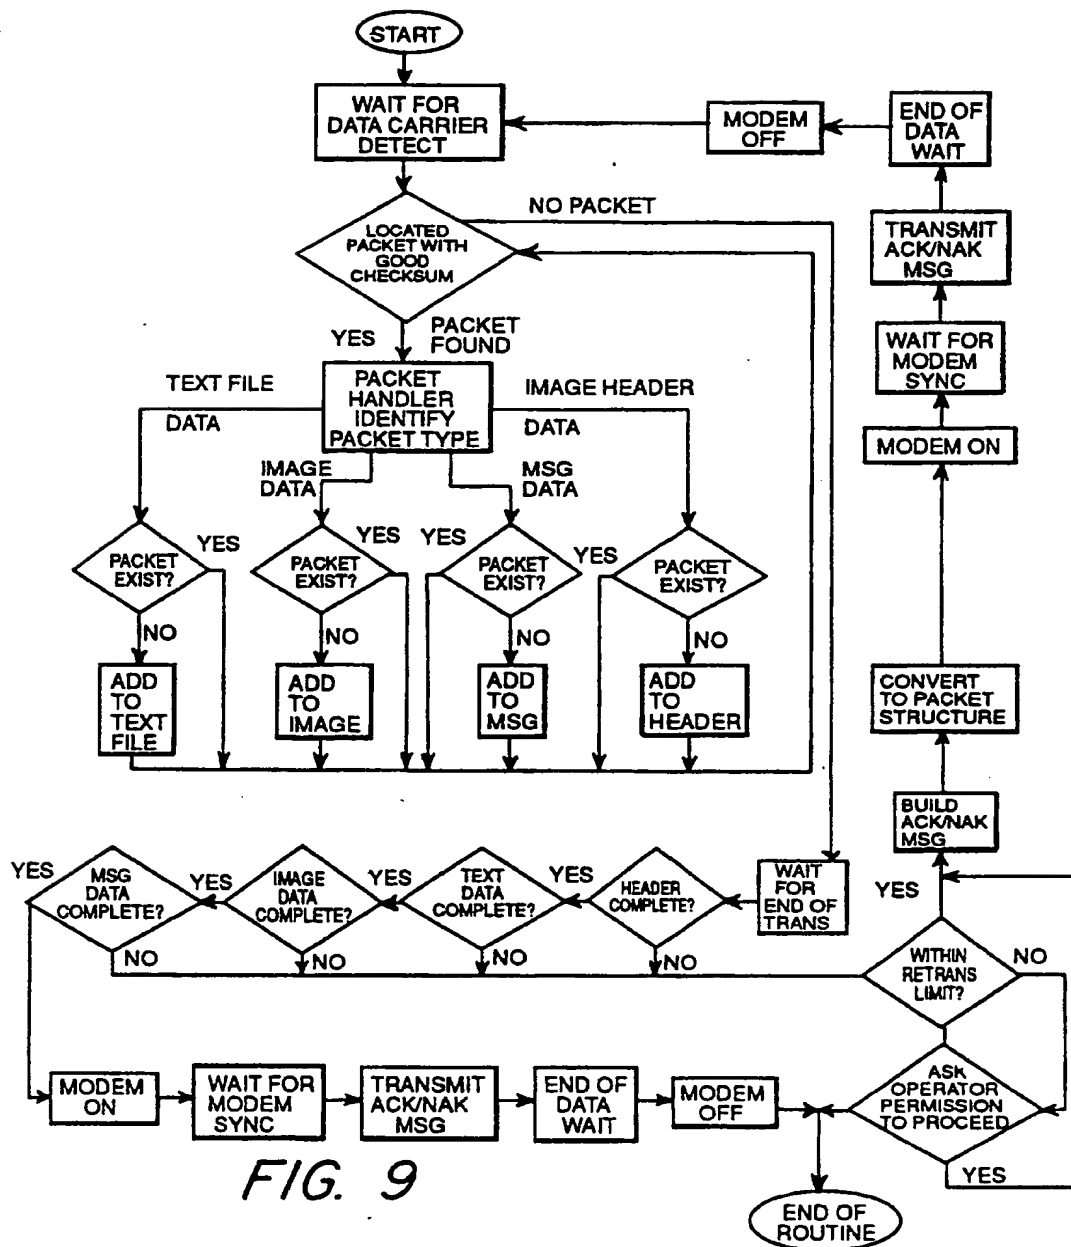 START
WAIT FOR
DATA CARRIER
DETECT
MODEM
OFF
END OF
DATA
WAIT
NO PACKET
LOCATED
PACKET WITH
GOOD
CHECKSUM
TRANSMIT
ACK/NAK
MSG
YES
PACKET
FOUND
WAIT FOR
MODEM
SYNC
TEXT FILE
DATA
PACKET
HANDLER
IDENTIFY
PACKET TYPE
IMAGE HEADER
DATA
MODEM ON
IMAGE
DATA
MSG
DATA
PACKET
EXIST?
YES
PACKET
EXIST?
YES
YES
PACKET
EXIST?
YES
PACKET
EXIST?
NO
NO
NO
NO
ADD
TO
TEXT
FILE
ADD
TO
IMAGE
ADD
TO
MSG
ADD
TO
HEADER
CONVERT
TO PACKET
STRUCTURE
BUILD
ACK/NAK
MSG
YES
MSG
DATA
COMPLETE?
YES
IMAGE
DATA
COMPLETE?
YES
TEXT
DATA
COMPLETE?
YES
HEADER
COMPLETE?
WAIT
FOR
END OF
TRANS
YES
NO
NO
NO
NO
WITHIN
RETRANS
LIMIT?
NO
MODEM
ON
WAIT FOR
MODEM
SYNC
TRANSMIT
ACK/NAK
MSG
END OF
DATA
WAIT
MODEM
OFF
ASK
OPERATOR
PERMISSION
TO PROCEED
YES
FIG. 9
END OF
ROUTINE